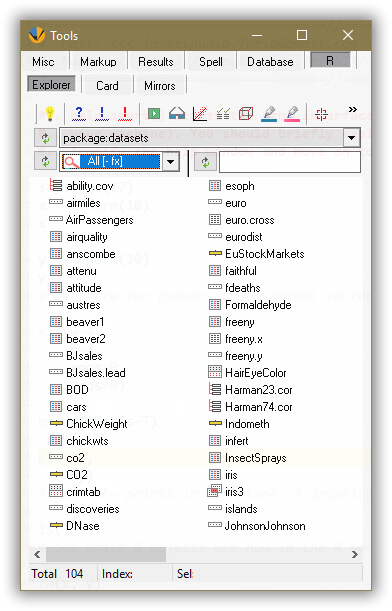 Tools
Misc Markup Results Spell Database R
Explorer Card Mirrors
package:datasets
All [- fx]
ability.cov
airmiles
AirPassengers
airquality
anscombe
attenu
attitude
austres
beaver1
beaver2
BJsales
BJsales.lead
BOD
cars
ChickWeight
chickwts
co2
CO2
crimtab
discoveries
DNase
esoph
euro
euro.cross
eurodist
EuStockMarkets
faithful
fdeaths
Formaldehyde
freeny
freeny.x
freeny.y
HairEyeColor
Harman23.cor
Harman74.cor
Indometh
infert
InsectSprays
iris
iris3
islands
JohnsonJohnson
Total 104 Index: Sel: